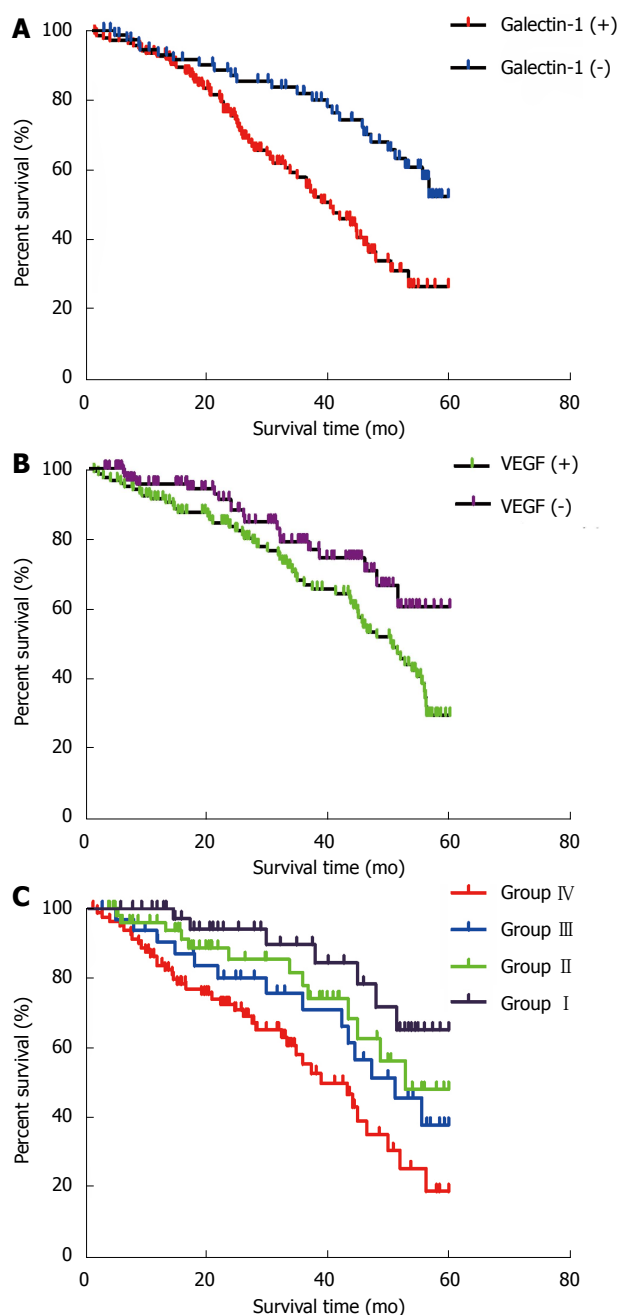 A
Galectin-1 (+)
Galectin-1 (-)
Percent survival (%)
100
80
60
40
20
0
0 20 40 60 80
Survival time (mo)
B
VEGF (+)
VEGF (-)
Percent survival (%)
100
80
60
40
20
0
0 20 40 60 80
Survival time (mo)
C
Group Ⅳ
Group Ⅲ
Group Ⅱ
Group Ⅰ
Percent survival (%)
100
80
60
40
20
0
0 20 40 60 80
Survival time (mo)